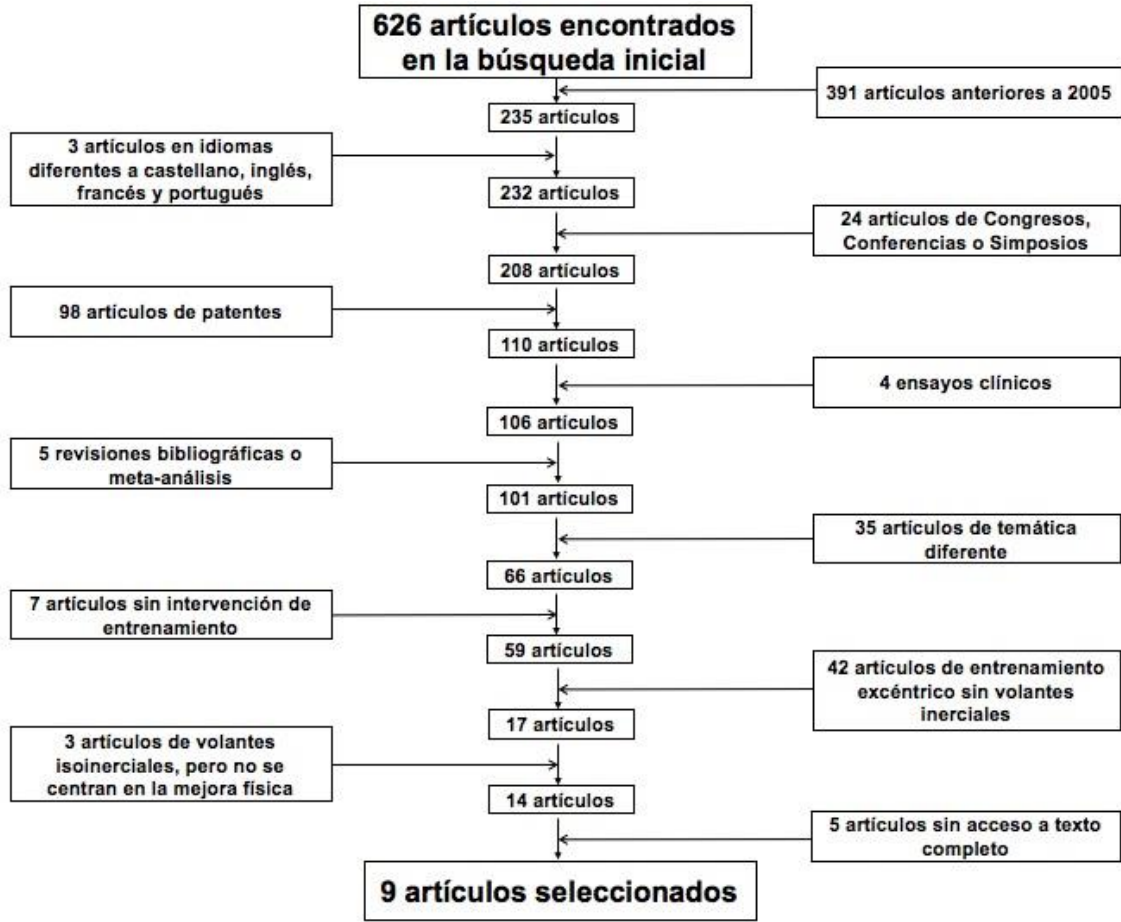 626 artículos encontrados
en la búsqueda inicial
391 artículos anteriores a 2005
235 artículos
3 artículos en idiomas
diferentes a castellano, inglés,
francés y portugués
232 artículos
24 artículos de Congresos,
Conferencias o Simposios
208 artículos
98 artículos de patentes
110 artículos
4 ensayos clínicos
106 artículos
5 revisiones bibliográficas o
meta-análisis
101 artículos
35 artículos de temática
diferente
66 artículos
7 artículos sin intervención de
entrenamiento
59 artículos
42 artículos de entrenamiento
excéntrico sin volantes
inerciales
17 artículos
3 artículos de volantes
isoinerciales, pero no se
centran en la mejora física
14 artículos
5 artículos sin acceso a texto
completo
9 artículos seleccionados